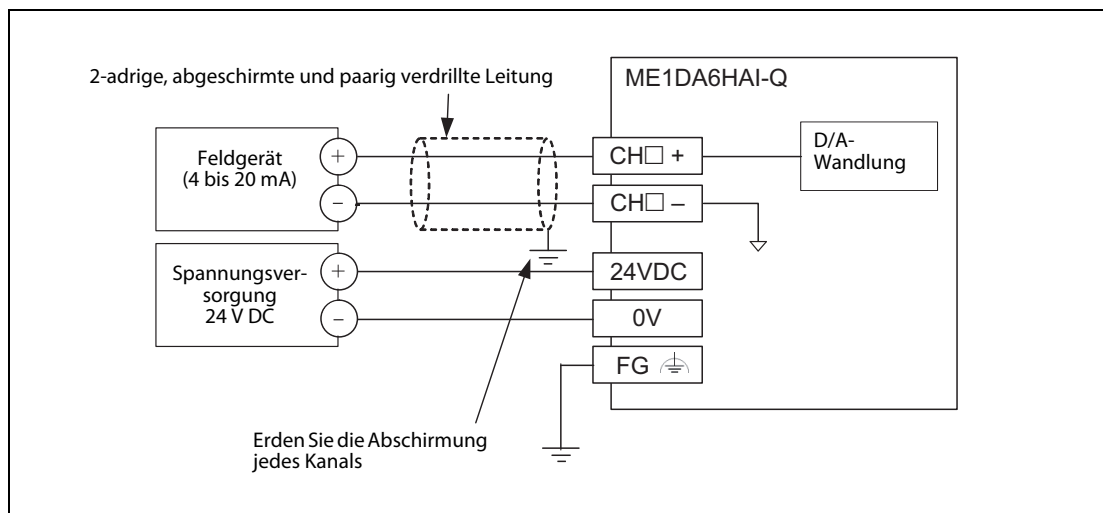 2-adrige, abgeschirmte und paarig verdrillte Leitung
ME1DA6HAI-Q
Feldgerät
(4 bis 20 mA)
+
–
CH□ +
CH□ –
D/A-
Wandlung
Spannungsver-
sorgung
24 V DC
+
–
24VDC
0V
FG
Erden Sie die Abschirmung
jedes Kanals